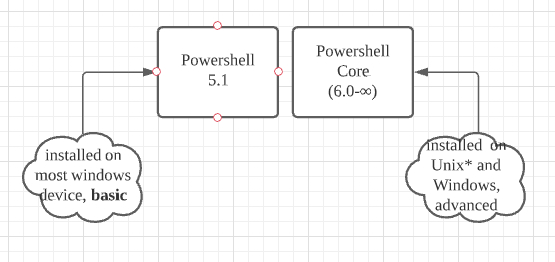 Powershell
5.1
Powershell
Core
(6.0-∞)
installed on
most windows
device, basic
installed on
Unix* and
Windows,
advanced